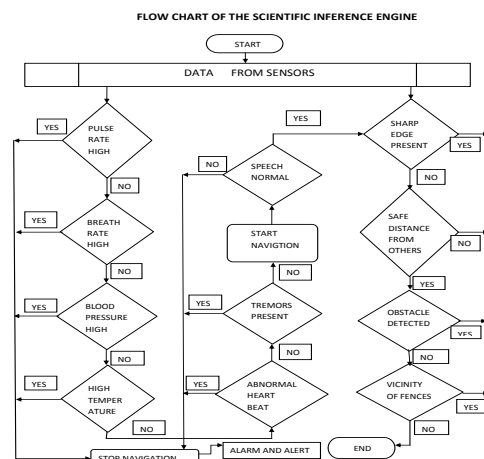 FLOW CHART OF THE SCIENTIFIC INFERENCE ENGINE
START
DATA FROM SENSORS
YES
PULSE
RATE
HIGH
NO
YES
BREATH
RATE
HIGH
NO
YES
BLOOD
PRESSURE
HIGH
NO
YES
HIGH
TEMPER
ATURE
NO
YES
ABNORMAL
HEART
BEAT
NO
YES
TREMORS
PRESENT
NO
START
NAVIGTION
NO
SPEECH
NORMAL
YES
SHARP
EDGE
PRESENT
YES
NO
SAFE
DISTANCE
FROM
OTHERS
NO
YES
OBSTACLE
DETECTED
YES
NO
VICINITY
OF FENCES
YES
NO
END
STOP NAVIGATION
ALARM AND ALERT